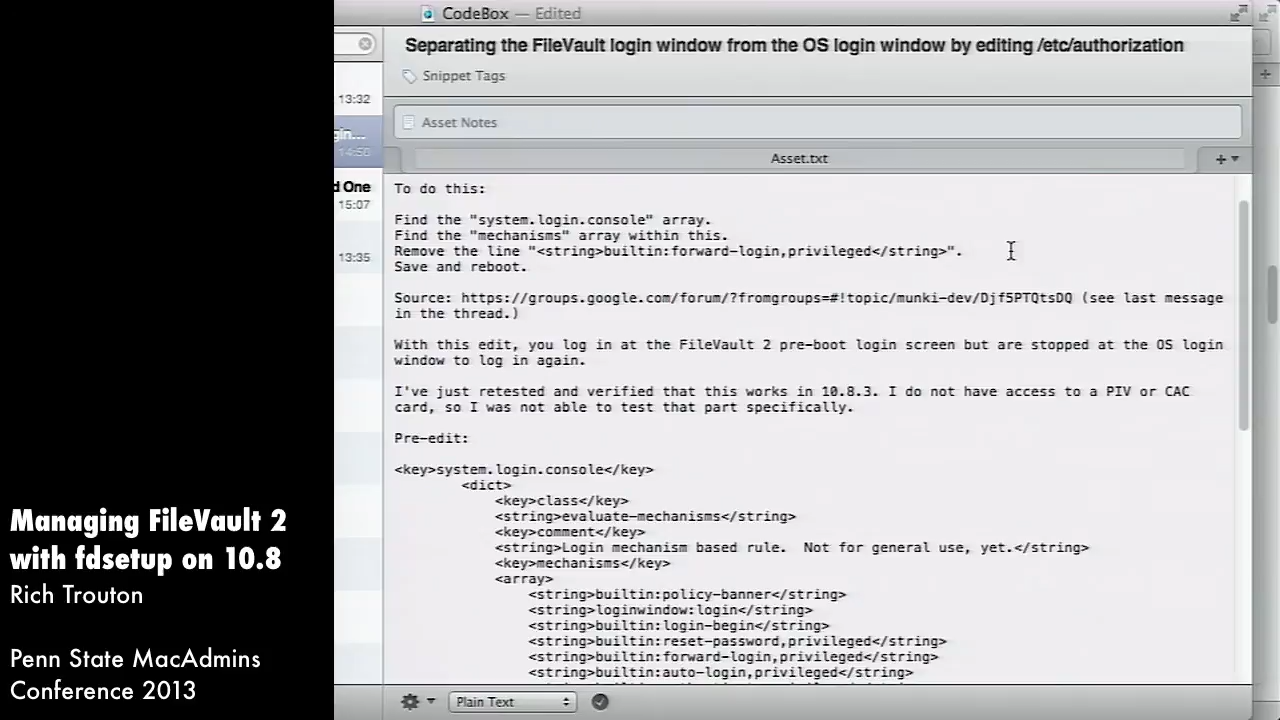 CodeBox — Edited
Separating the FileVault login window from the OS login window by editing /etc/authorization
Snippet Tags
13:32
Asset Notes
gin...
14:50
Asset.txt
d One
15:07
13:35
To do this:
Find the "system.login.console" array.
Find the "mechanisms" array within this.
Remove the line "<string>builtin:forward-login,privileged</string>".
Save and reboot.
Source: https://groups.google.com/forum/?fromgroups=#!topic/munki-dev/Djf5PTQtsDQ (see last message
in the thread.)
With this edit, you log in at the FileVault 2 pre-boot login screen but are stopped at the OS login
window to log in again.
I've just retested and verified that this works in 10.8.3. I do not have access to a PIV or CAC
card, so I was not able to test that part specifically.
Pre-edit:
<key>system.login.console</key>
<dict>
<key>class</key>
<string>evaluate-mechanisms</string>
<key>comment</key>
<string>Login mechanism based rule.  Not for general use, yet.</string>
<key>mechanisms</key>
<array>
<string>builtin:policy-banner</string>
<string>loginwindow:login</string>
<string>builtin:login-begin</string>
<string>builtin:reset-password,privileged</string>
<string>builtin:forward-login,privileged</string>
<string>builtin:auto-login,privileged</string>
Plain Text
Managing FileVault 2
with fdsetup on 10.8
Rich Trouton
Penn State MacAdmins
Conference 2013